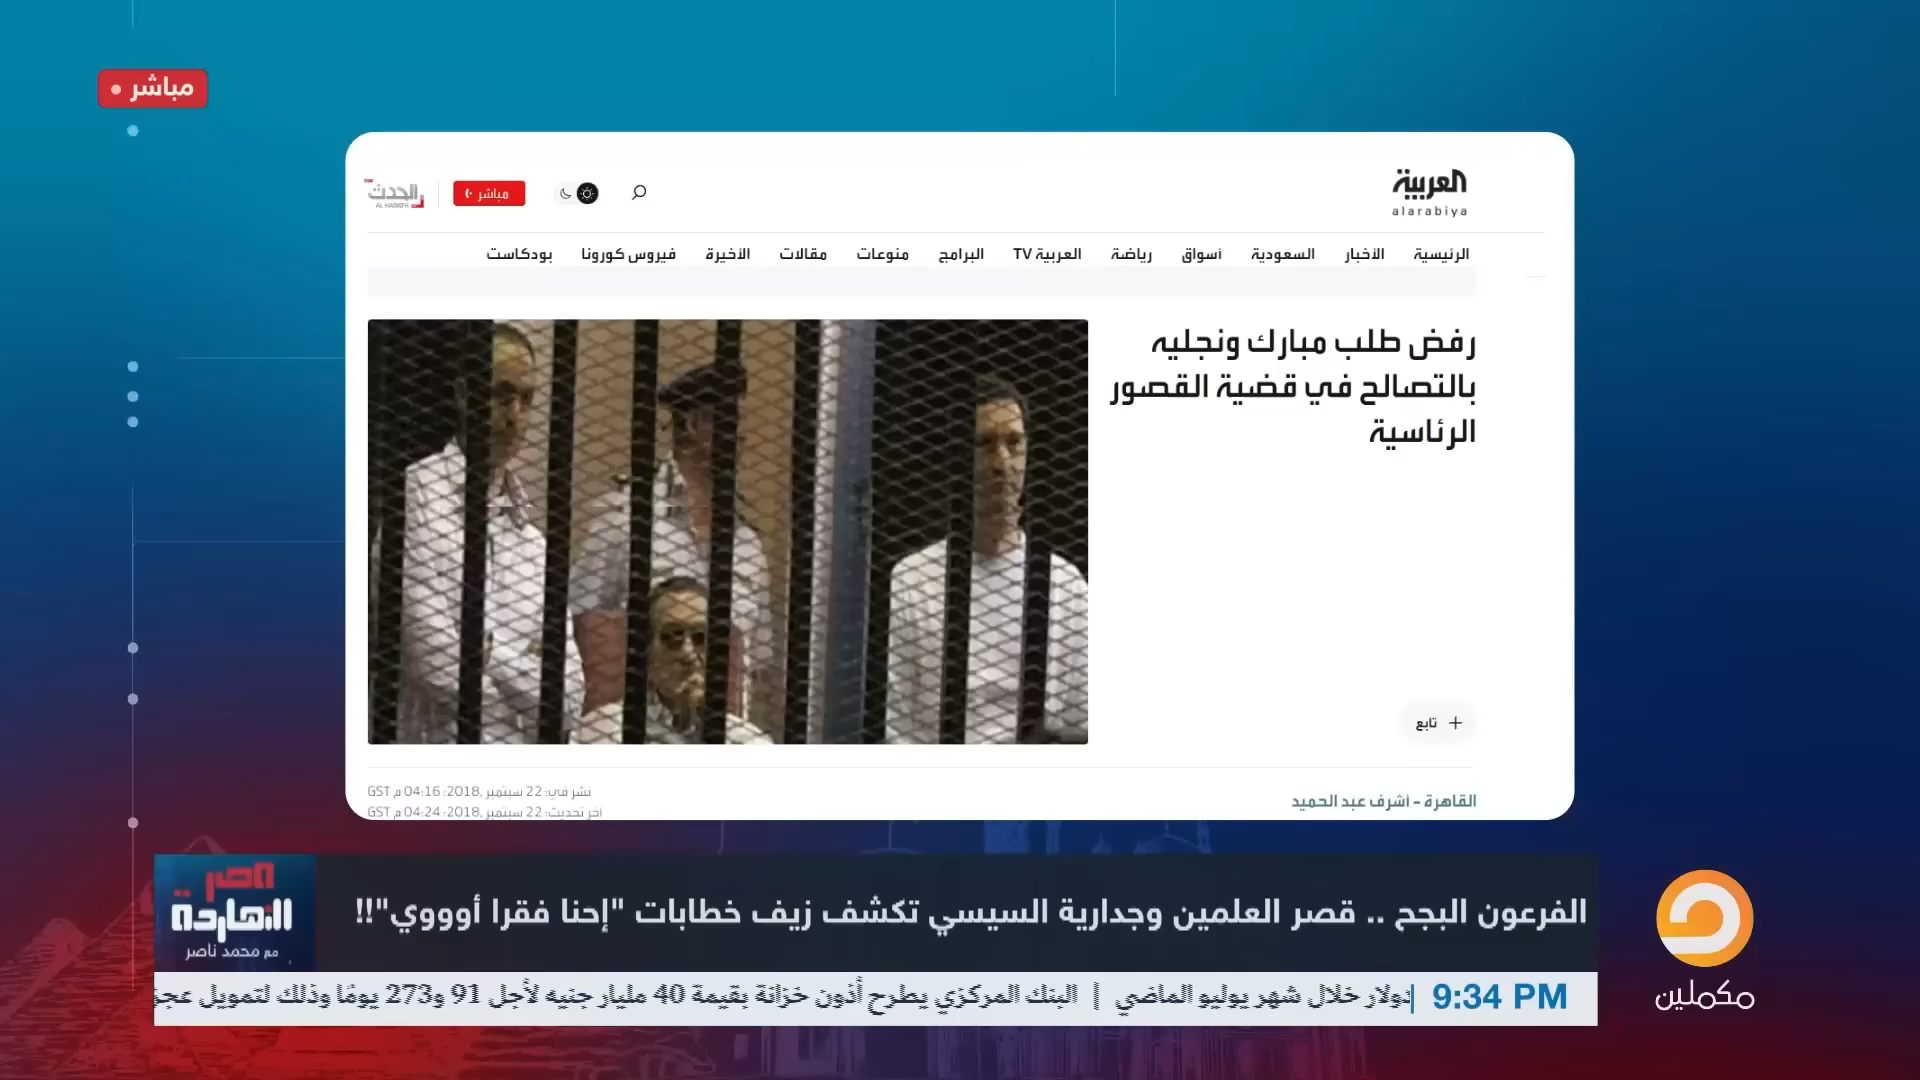 مباشر
العربية
alarabiya
مباشر
الحدث
AL HADATH
الرئيسية الأخبار السعودية أسواق رياضة العربية TV البرامج منوعات مقالات الأخيرة فيروس كورونا بودكاست
رفض طلب مبارك ونجليه
بالتصالح في قضية القصور
الرئاسية
+ تابع
القاهرة - أشرف عبد الحميد
نشر في: 22 سبتمبر ,2018: 04:16 م GST
آخر تحديث: 22 سبتمبر ,2018: 04:24 م GST
الفرعون البجح .. قصر العلمين وجدارية السيسي تكشف زيف خطابات "إحنا فقرا أوووي"!!
مصر
النهاردة
مع محمد ناصر
9:34 PM
دولار خلال شهر يوليو الماضي | البنك المركزي يطرح أذون خزانة بقيمة 40 مليار جنيه لأجل 91 و273 يومًا وذلك لتمويل عجز
مكملين